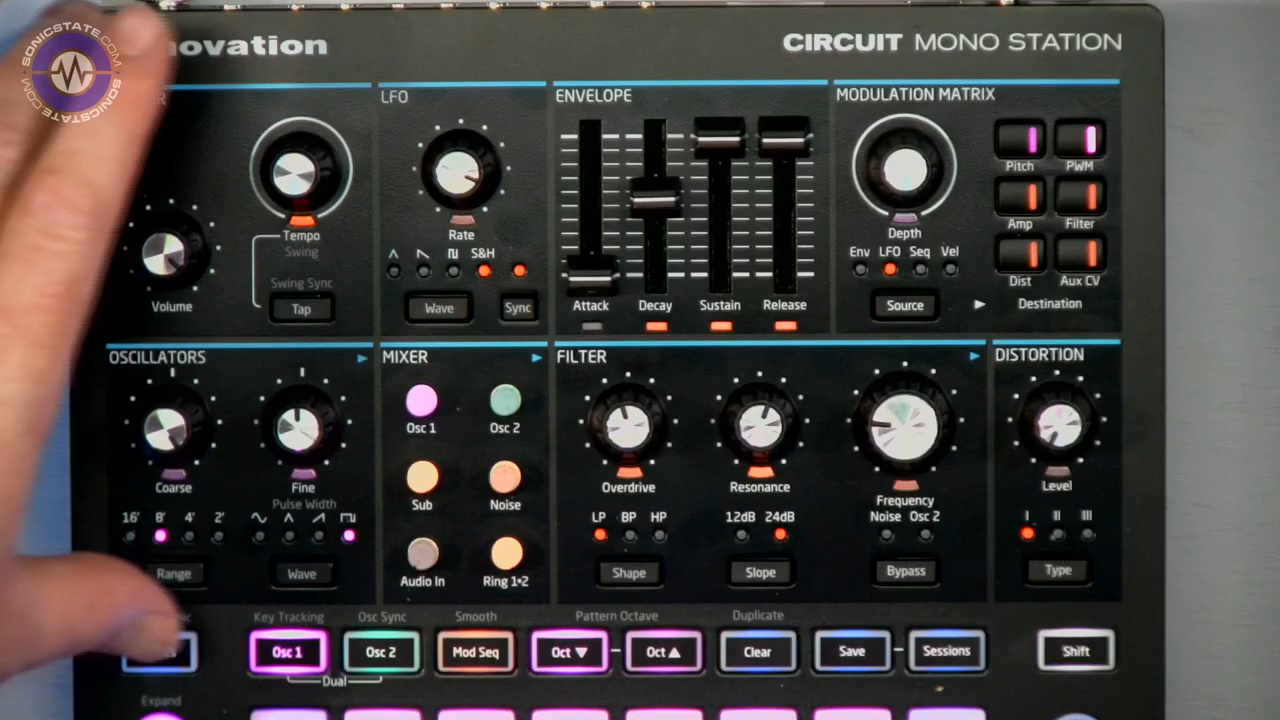 SONICSTATE.COM
SONICSTATE.COM
novation
CIRCUIT MONO STATION
LFO
ENVELOPE
MODULATION MATRIX
Pitch PWM
Tempo
Rate
Depth
Amp Filter
Swing
S&H
Env LFO Seq Vel
Swing Sync
Dist Aux CV
Volume
Tap
Wave
Sync
Attack Decay Sustain Release
Source
Destination
OSCILLATORS
MIXER
FILTER
DISTORTION
Osc 1 Osc 2
Coarse
Fine
Overdrive
Resonance
Frequency
Level
Pulse Width
Sub Noise
16' 8' 4' 2'
LP BP HP
12dB 24dB
Noise Osc 2
I II III
Range
Wave
Audio In Ring 1•2
Shape
Slope
Bypass
Type
Key Tracking
Osc Sync
Smooth
Pattern Octave
Duplicate
Osc 1
Osc 2
Mod Seq
Oct ▼
Oct ▲
Clear
Save
Sessions
Shift
Dual
Expand